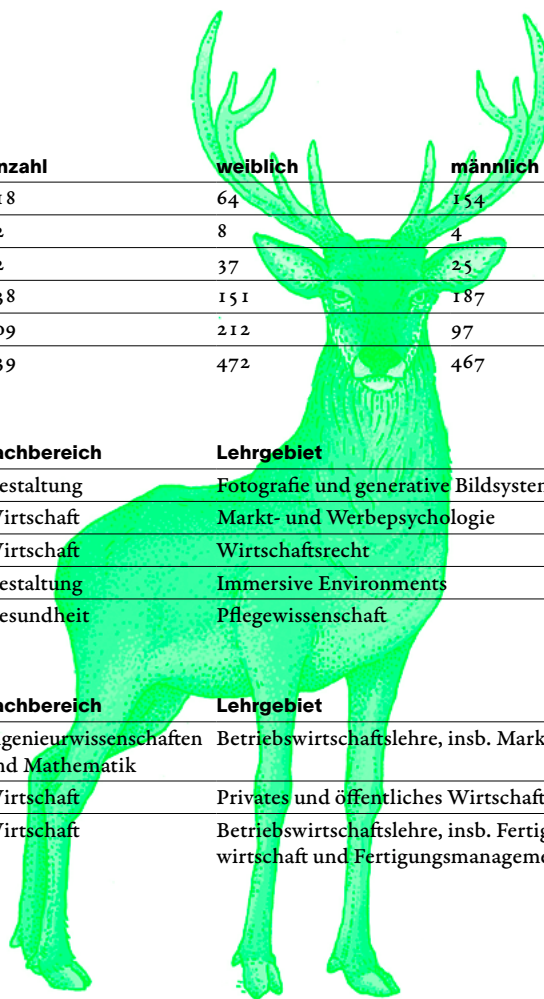 nzahl weiblich männlich
18 64 154
2 8 4
2 37 25
38 151 187
09 212 97
39 472 467
achbereich Lehrgebiet
estaltung Fotografie und generative Bildsystem
Wirtschaft Markt- und Werbepsychologie
Wirtschaft Wirtschaftsrecht
estaltung Immersive Environments
esundheit Pflegewissenschaft
achbereich Lehrgebiet
ngenieurwissenschaften Betriebswirtschaftslehre, insb. Mark
nd Mathematik
Wirtschaft Privates und öffentliches Wirtschaft
Wirtschaft Betriebswirtschaftslehre, insb. Fertig
wirtschaft und Fertigungsmanageme